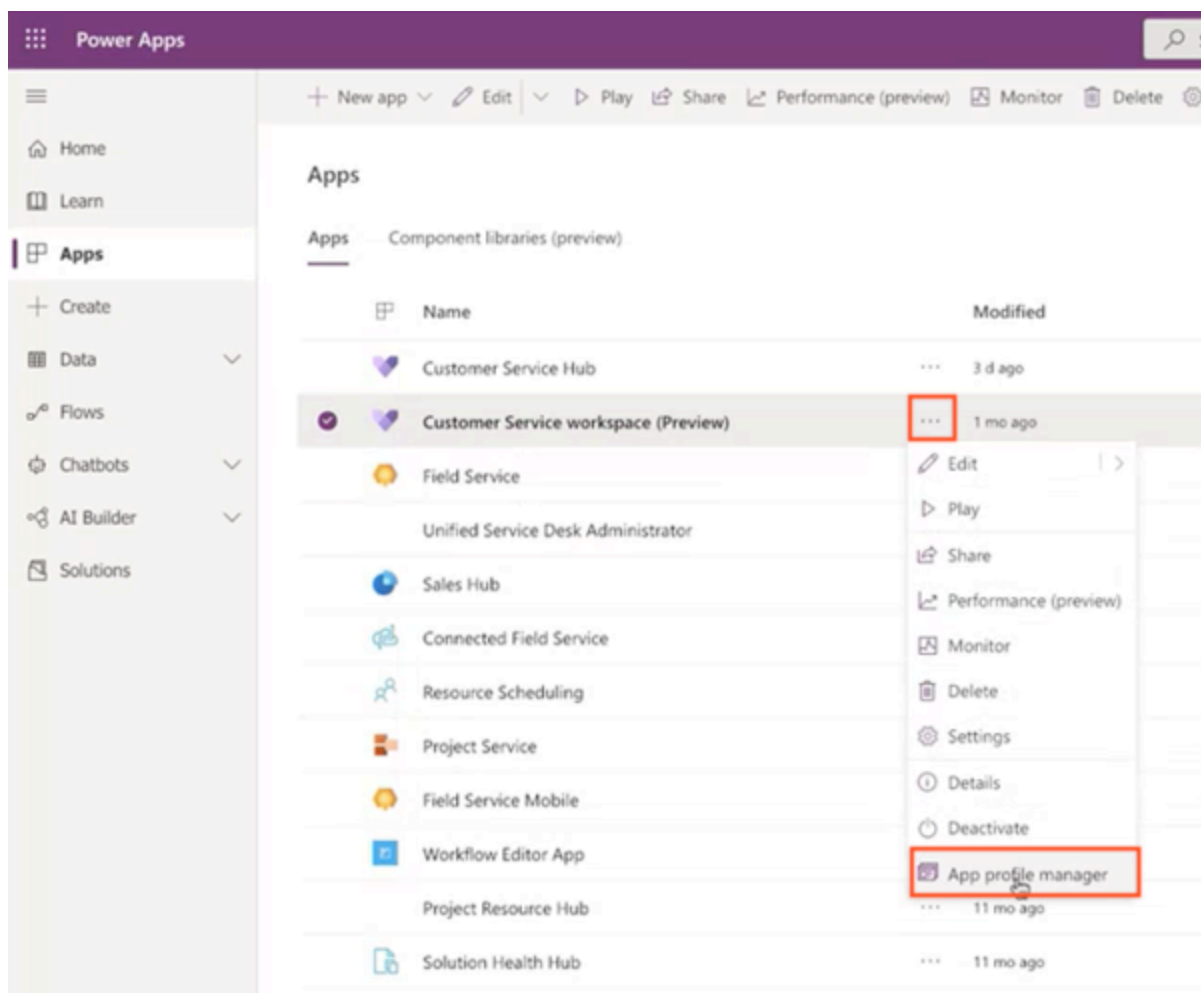 Power Apps
New app Edit Play Share Performance (preview) Monitor Delete
Home
Learn
Apps
Create
Data
Flows
Chatbots
AI Builder
Solutions
Apps
Apps Component libraries (preview)
Name Modified
Customer Service Hub ... 3 d ago
Customer Service workspace (Preview) ... 1 mo ago
Field Service
Unified Service Desk Administrator
Sales Hub
Connected Field Service
Resource Scheduling
Project Service
Field Service Mobile
Workflow Editor App
Project Resource Hub ... 11 mo ago
Solution Health Hub ... 11 mo ago
Edit
Play
Share
Performance (preview)
Monitor
Delete
Settings
Details
Deactivate
App profile manager